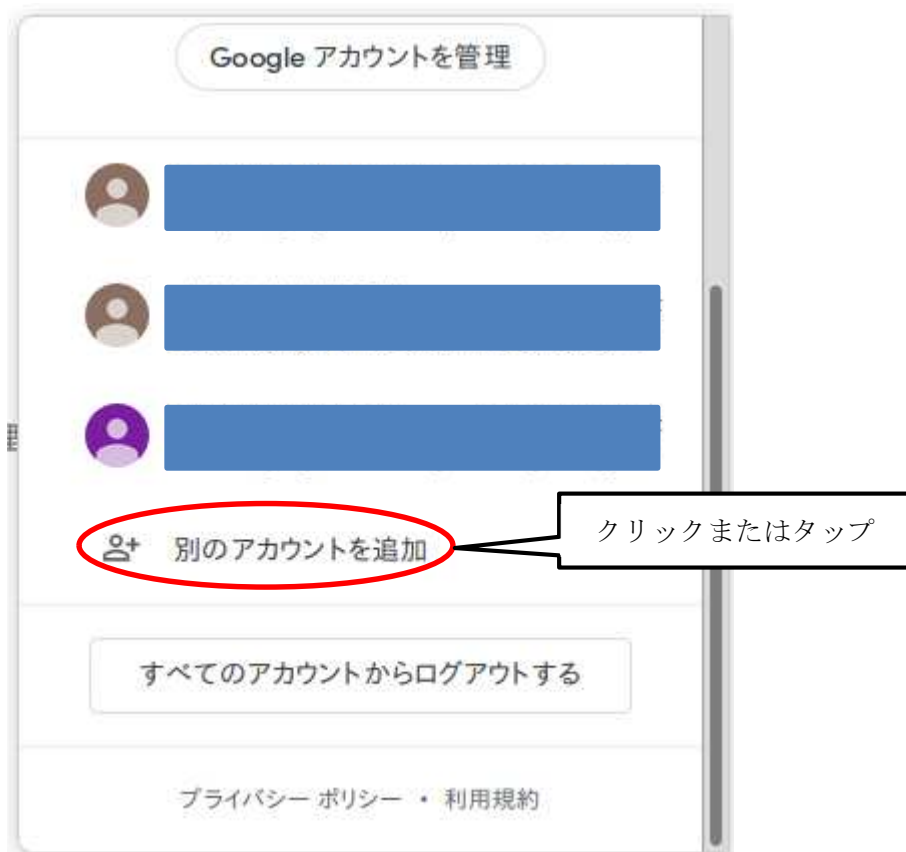 Google アカウントを管理
別のアカウントを追加
クリックまたはタップ
すべてのアカウントからログアウトする
プライバシー ポリシー ・ 利用規約